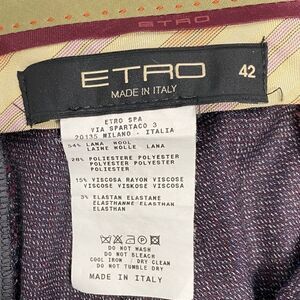 ETRO
ETRO
42
MADE IN ITALY
ETRO SPA
VIA SPARTACO 3
20135 MILANO - ITALIA
54% LANA WOOL
LAINE WOLLE LANA
28% POLIESTERE POLYESTER
POLYESTER POLYESTER
15% VISCOSA RAYON VISCOSE
VISCOSE VISKOSE VISCOSA
3% ELASTAN ELASTANE
ELASTHANNE ELASTHAN
ELASTHAN
DO NOT WASH
DO NOT BLEACH
COOL IRON / DRY CLEAN
DO NOT TUMBLE DRY
MADE IN ITALY